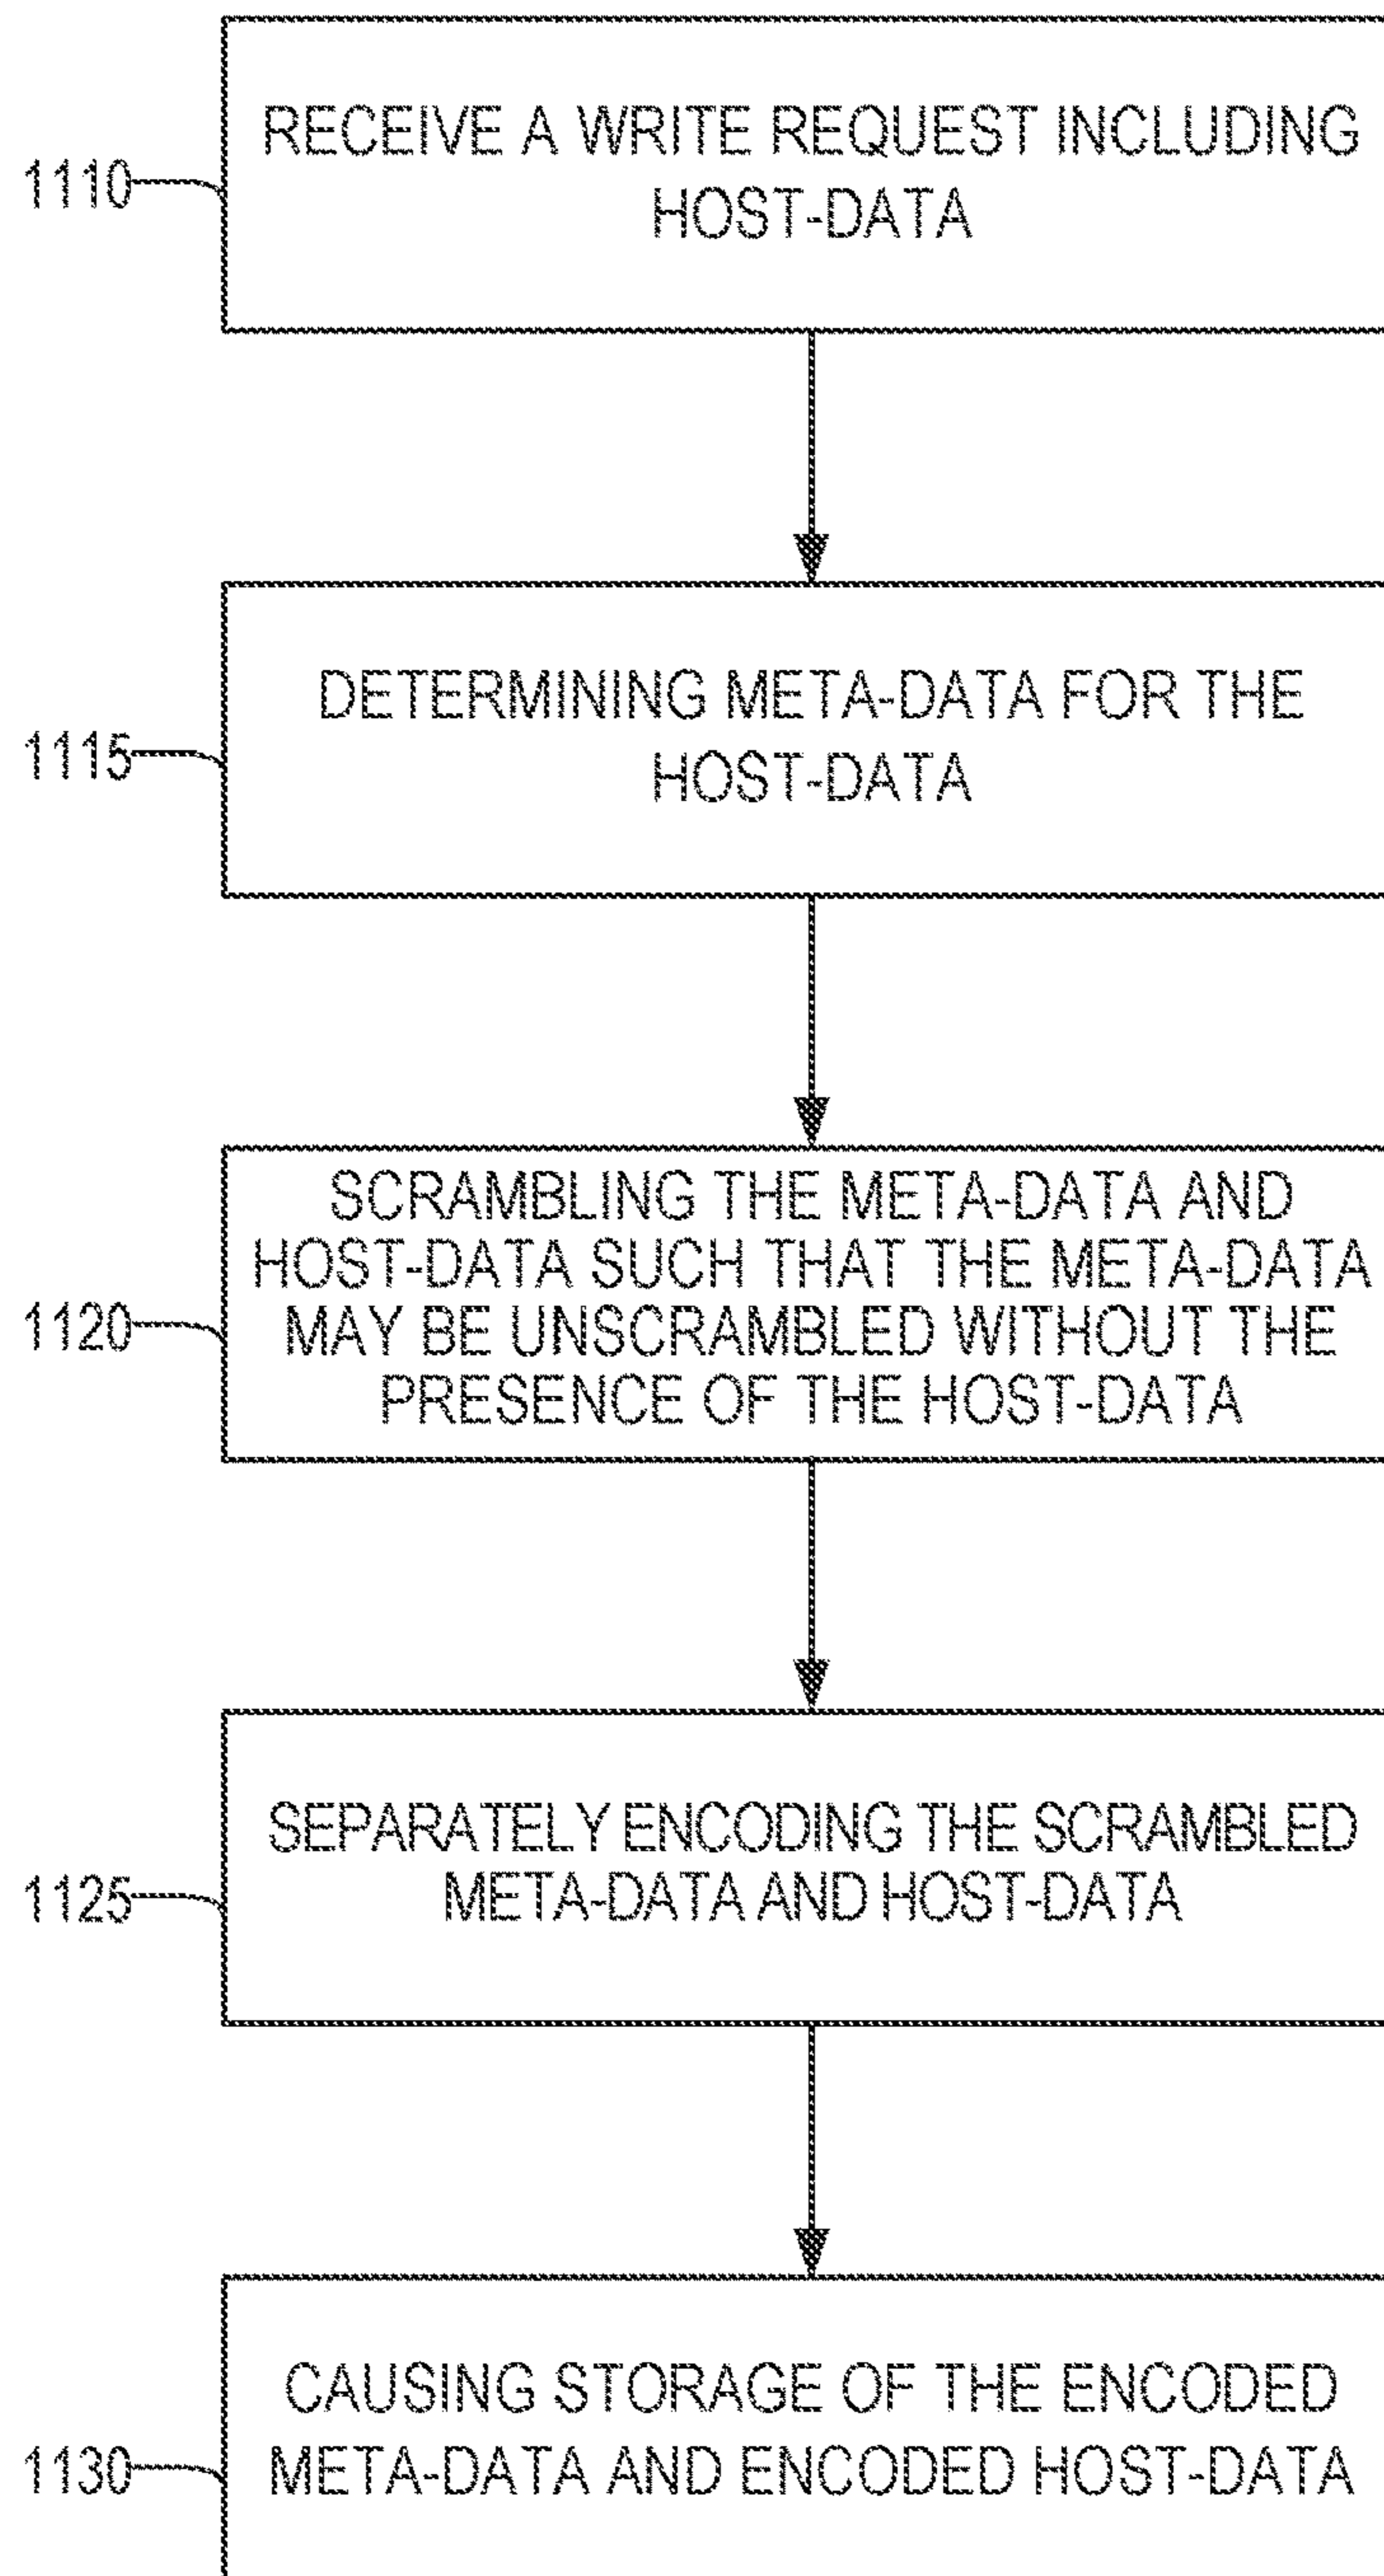 RECEIVE A WRITE REQUEST INCLUDING
HOST-DATA
1110
DETERMINING META-DATA FOR THE
HOST-DATA
1115
SCRAMBLING THE META-DATA AND
HOST-DATA SUCH THAT THE META-DATA
MAY BE UNSCRAMBLED WITHOUT THE
PRESENCE OF THE HOST-DATA
1120
SEPARATELY ENCODING THE SCRAMBLED
META-DATA AND HOST-DATA
1125
CAUSING STORAGE OF THE ENCODED
META-DATA AND ENCODED HOST-DATA
1130